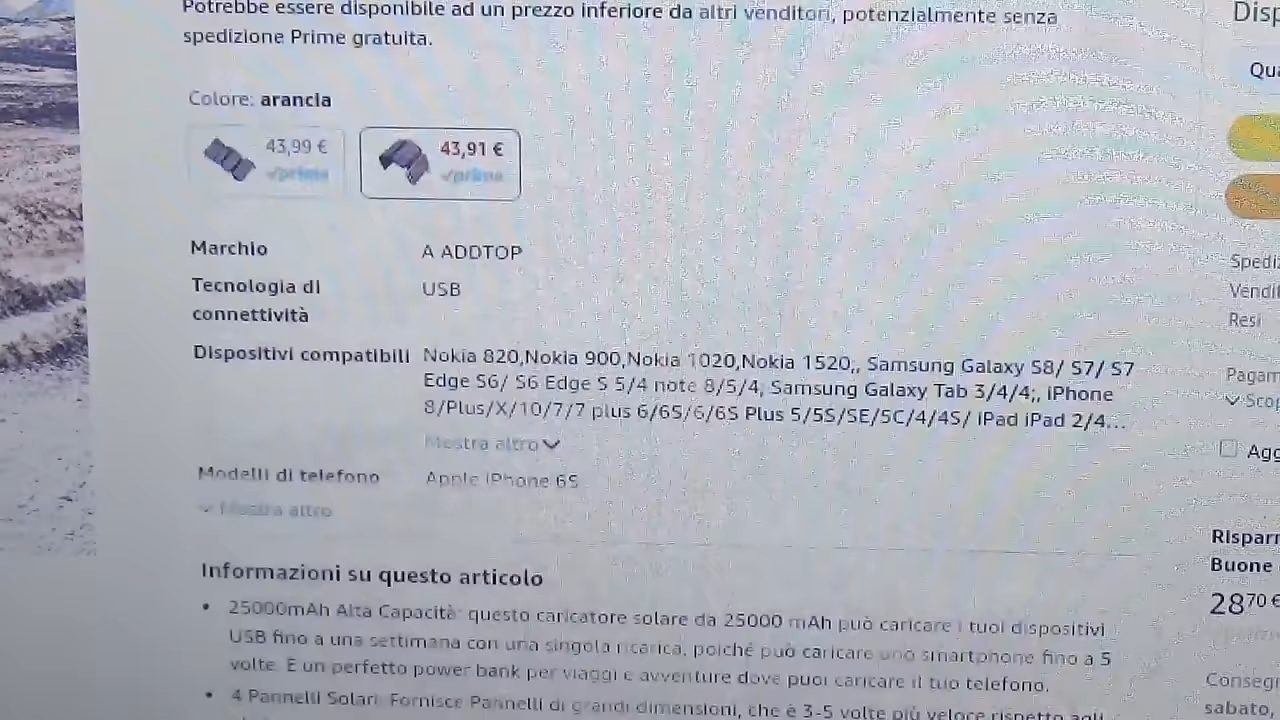 Potrebbe essere disponibile ad un prezzo inferiore da altri venditori, potenzialmente senza
spedizione Prime gratuita.
Colore: arancia
43,99 €
prime
43,91 €
prime
Marchio
A ADDTOP
Tecnologia di
connettività
USB
Dispositivi compatibili
Nokia 820,Nokia 900,Nokia 1020,Nokia 1520,, Samsung Galaxy S8/ S7/ S7
Edge S6/ S6 Edge S 5/4 note 8/5/4, Samsung Galaxy Tab 3/4/4;, iPhone
8/Plus/X/10/7/7 plus 6/6S/6/6S Plus 5/5S/SE/5C/4/4S/ iPad iPad 2/4...
Mostra altro
Modelli di telefono
Apple iPhone 6S
Mostra altro
Informazioni su questo articolo
• 25000mAh Alta Capacità: questo caricatore solare da 25000 mAh può caricare i tuoi dispositivi
USB fino a una settimana con una singola ricarica, poiché può caricare uno smartphone fino a 5
volte. È un perfetto power bank per viaggi e avventure dove puoi caricare il tuo telefono.
• 4 Pannelli Solari: Fornisce Pannelli di grandi dimensioni, che è 3-5 volte più veloce rispetto agli
Disp
Qua
Spediz
Vendit
Resi
Pagam
Scop
Agg
Risparm
Buone
28,70 €
Consegn
sabato,